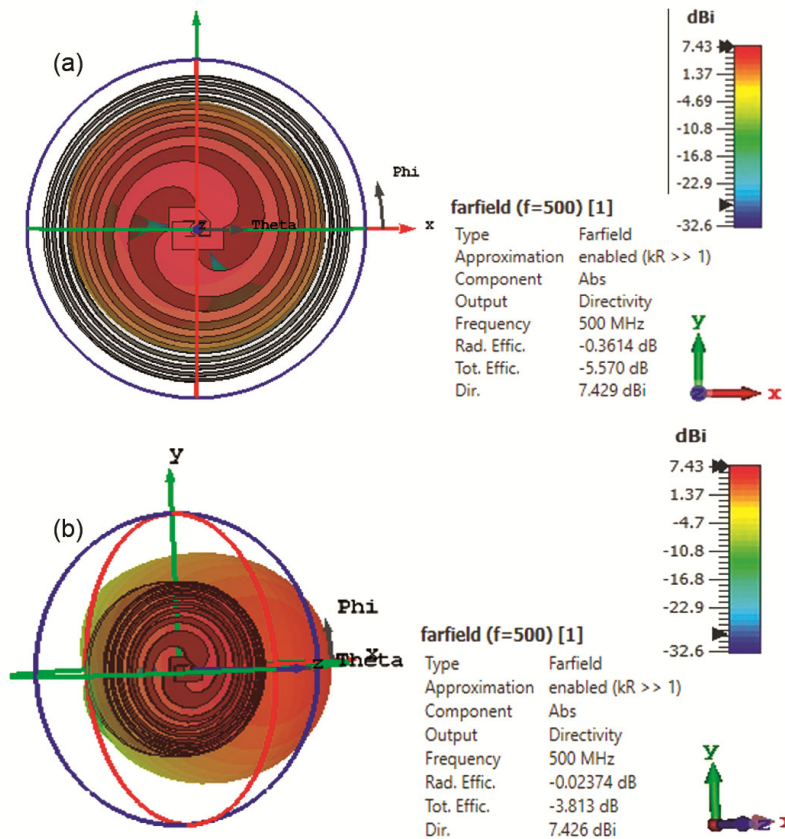 (a)
Phi
z
Theta
x
dBi
7.43
1.37
-4.69
-10.8
-16.8
-22.9
-32.6
farfield (f=500) [1]
Type Farfield
Approximation enabled (kR >> 1)
Component Abs
Output Directivity
Frequency 500 MHz
Rad. Effic. -0.3614 dB
Tot. Effic. -5.570 dB
Dir. 7.429 dBi
y
x
(b)
y
Phi
z
Theta
x
dBi
7.43
1.37
-4.7
-10.8
-16.8
-22.9
-32.6
farfield (f=500) [1]
Type Farfield
Approximation enabled (kR >> 1)
Component Abs
Output Directivity
Frequency 500 MHz
Rad. Effic. -0.02374 dB
Tot. Effic. -3.813 dB
Dir. 7.426 dBi
y
z
x